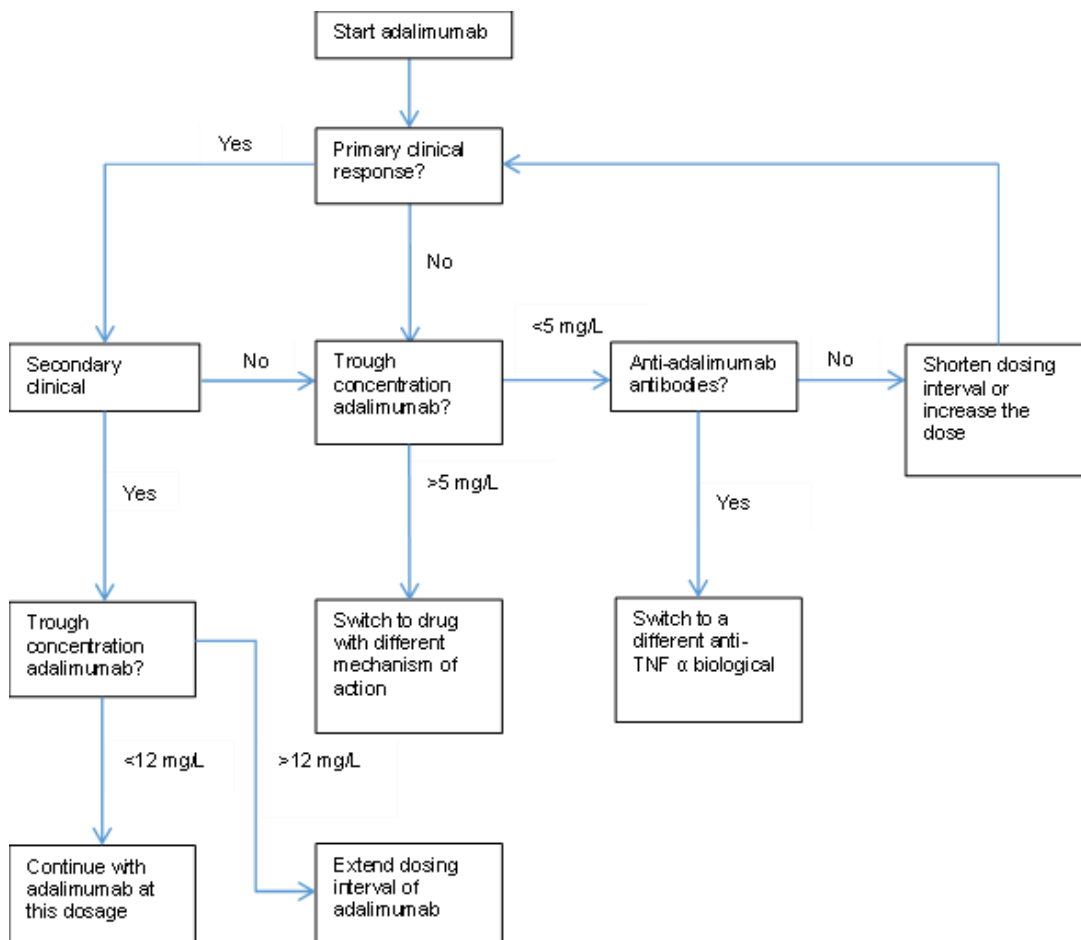 Start adalimumab
Yes
Primary clinical
response?
No
<5 mg/L
Secondary
clinical
No
Trough
concentration
adalimumab?
Anti-adalimumab
antibodies?
No
Shorten dosing
interval or
increase the
dose
Yes
>5 mg/L
Yes
Trough
concentration
adalimumab?
Switch to drug
with different
mechanism of
action
Switch to a
different anti-
TNF α biological
<12 mg/L
>12 mg/L
Continue with
adalimumab at
this dosage
Extend dosing
interval of
adalimumab